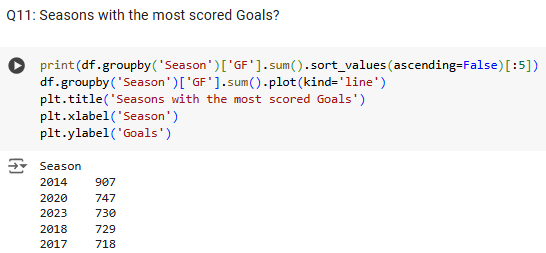 Q11: Seasons with the most scored Goals?
print(df.groupby('Season')['GF'].sum().sort_values(ascending=False)[:5])
df.groupby('Season')['GF'].sum().plot(kind='line')
plt.title('Seasons with the most scored Goals')
plt.xlabel('Season')
plt.ylabel('Goals')
Season
2014    907
2020    747
2023    730
2018    729
2017    718